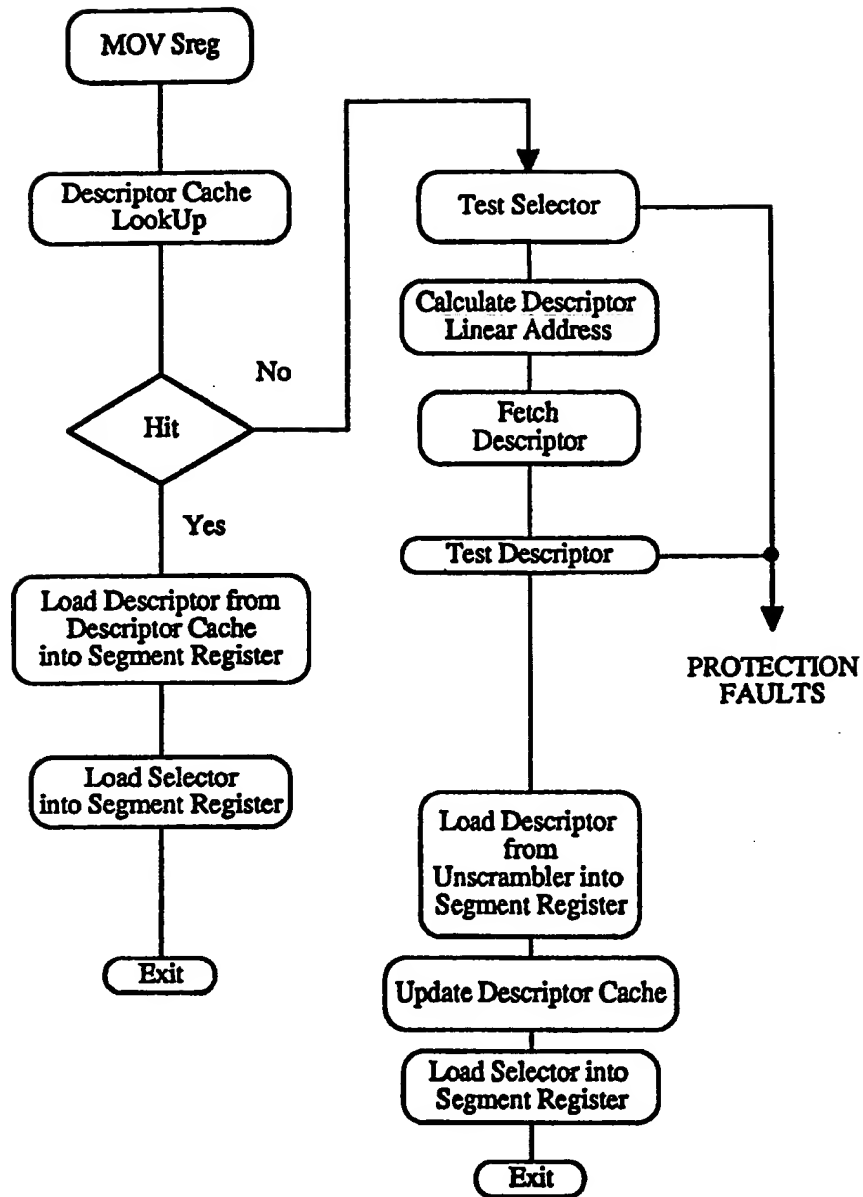 MOV Sreg
Descriptor Cache
LookUp
Hit
No
Yes
Load Descriptor from
Descriptor Cache
into Segment Register
Load Selector
into Segment Register
Exit
Test Selector
Calculate Descriptor
Linear Address
Fetch
Descriptor
Test Descriptor
PROTECTION
FAULTS
Load Descriptor
from
Unscrambler into
Segment Register
Update Descriptor Cache
Load Selector into
Segment Register
Exit